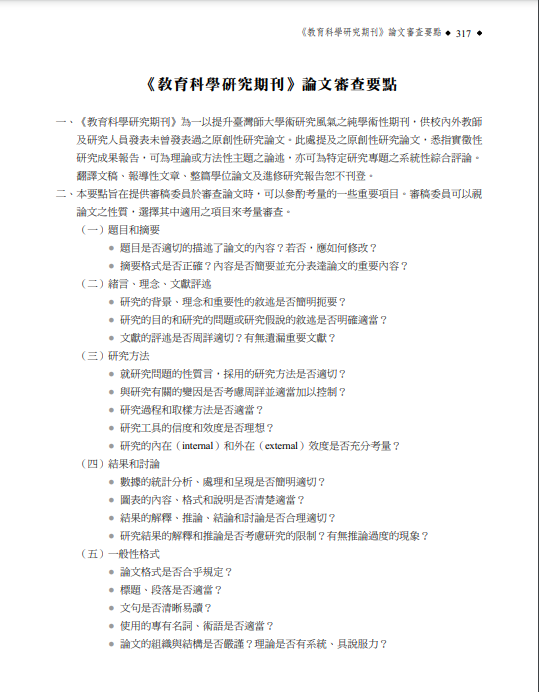 《教育科學研究期刊》論文審查要點 ◆ 317 ◆
《教育科學研究期刊》論文審查要點
一、《教育科學研究期刊》為一以提升臺灣師大學術研究風氣之純學術性期刊，供校內外教師
及研究人員發表未曾發表過之原創性研究論文。此處提及之原創性研究論文，悉指實徵性
研究成果報告，可為理論或方法性主題之論述，亦可為特定研究專題之系統性綜合評論。
翻譯文稿、報導性文章、整篇學位論文及進修研究報告恕不刊登。
二、本要點旨在提供審稿委員於審查論文時，可以參酌考量的一些重要項目。審稿委員可以視
論文之性質，選擇其中適用之項目來考量審查。
（一）題目和摘要
● 題目是否適切的描述了論文的內容？若否，應如何修改？
● 摘要格式是否正確？內容是否簡要並充分表達論文的重要內容？
（二）緒言、理念、文獻評述
● 研究的背景、理念和重要性的敘述是否簡明扼要？
● 研究的目的和研究的問題或研究假說的敘述是否明確適當？
● 文獻的評述是否周詳適切？有無遺漏重要文獻？
（三）研究方法
● 就研究問題的性質言，採用的研究方法是否適切？
● 與研究有關的變因是否考慮周詳並適當加以控制？
● 研究過程和取樣方法是否適當？
● 研究工具的信度和效度是否理想？
● 研究的內在（internal）和外在（external）效度是否充分考量？
（四）結果和討論
● 數據的統計分析、處理和呈現是否簡明適切？
● 圖表的內容、格式和說明是否清楚適當？
● 結果的解釋、推論、結論和討論是否合理適切？
● 研究結果的解釋和推論是否考慮研究的限制？有無推論過度的現象？
（五）一般性格式
● 論文格式是否合乎規定？
● 標題、段落是否適當？
● 文句是否清晰易讀？
● 使用的專有名詞、術語是否適當？
● 論文的組織與結構是否嚴謹？理論是否有系統、具說服力？